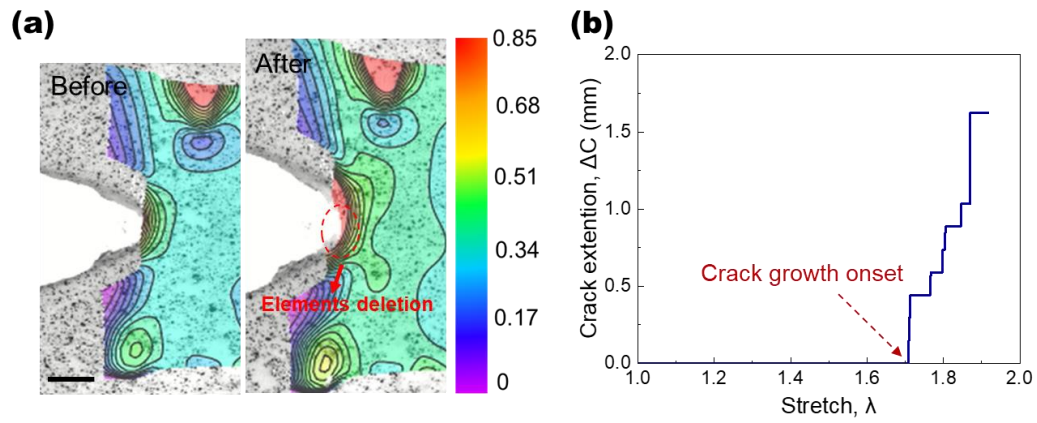 (a)
Before
After
Elements deletion
0.85
0.68
0.51
0.34
0.17
0
(b)
Crack extention, ΔC (mm)
2.0
1.5
1.0
0.5
0.0
Crack growth onset
1.0 1.2 1.4 1.6 1.8 2.0
Stretch, λ